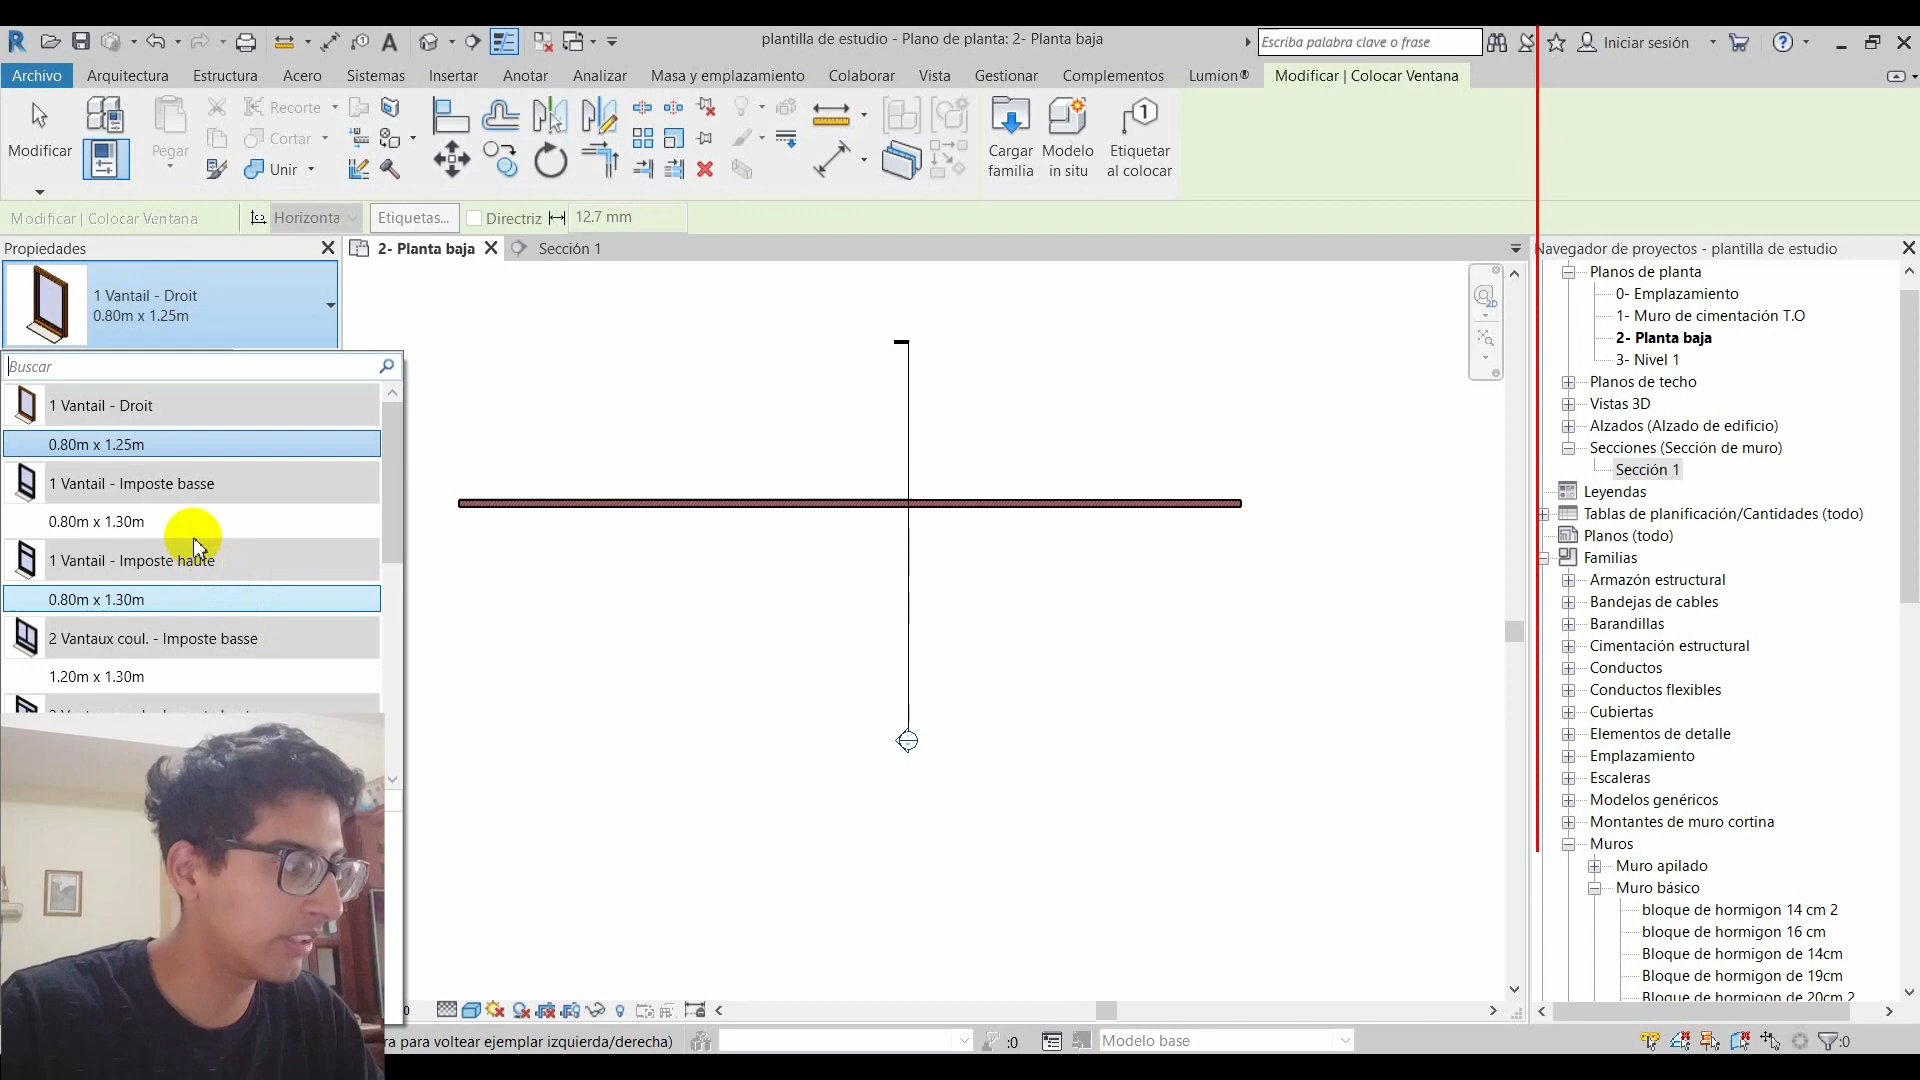 plantilla de estudio - Plano de planta: 2- Planta baja
Escriba palabra clave o frase
Iniciar sesión
Archivo
Arquitectura
Estructura
Acero
Sistemas
Insertar
Anotar
Analizar
Masa y emplazamiento
Colaborar
Vista
Gestionar
Complementos
Lumion®
Modificar | Colocar Ventana
Modificar
Pegar
Recorte
Cortar
Unir
Cargar
familia
Modelo
in situ
Etiquetar
al colocar
Modificar | Colocar Ventana
Horizonta
Etiquetas...
Directriz
12.7 mm
Propiedades
2- Planta baja
Sección 1
Navegador de proyectos - plantilla de estudio
1 Vantail - Droit
0.80m x 1.25m
Buscar
1 Vantail - Droit
0.80m x 1.25m
1 Vantail - Imposte basse
0.80m x 1.30m
1 Vantail - Imposte haute
0.80m x 1.30m
2 Vantaux coul. - Imposte basse
1.20m x 1.30m
2D
Planos de planta
0- Emplazamiento
1- Muro de cimentación T.O
2- Planta baja
3- Nivel 1
Planos de techo
Vistas 3D
Alzados (Alzado de edificio)
Secciones (Sección de muro)
Sección 1
Leyendas
Tablas de planificación/Cantidades (todo)
Planos (todo)
Familias
Armazón estructural
Bandejas de cables
Barandillas
Cimentación estructural
Conductos
Conductos flexibles
Cubiertas
Elementos de detalle
Emplazamiento
Escaleras
Modelos genéricos
Montantes de muro cortina
Muros
Muro apilado
Muro básico
bloque de hormigon 14 cm 2
bloque de hormigon 16 cm
Bloque de hormigon de 14cm
Bloque de hormigon de 19cm
Bloque de hormigon de 20cm 2
0
ra para voltear ejemplar izquierda/derecha)
:0
Modelo base
:0